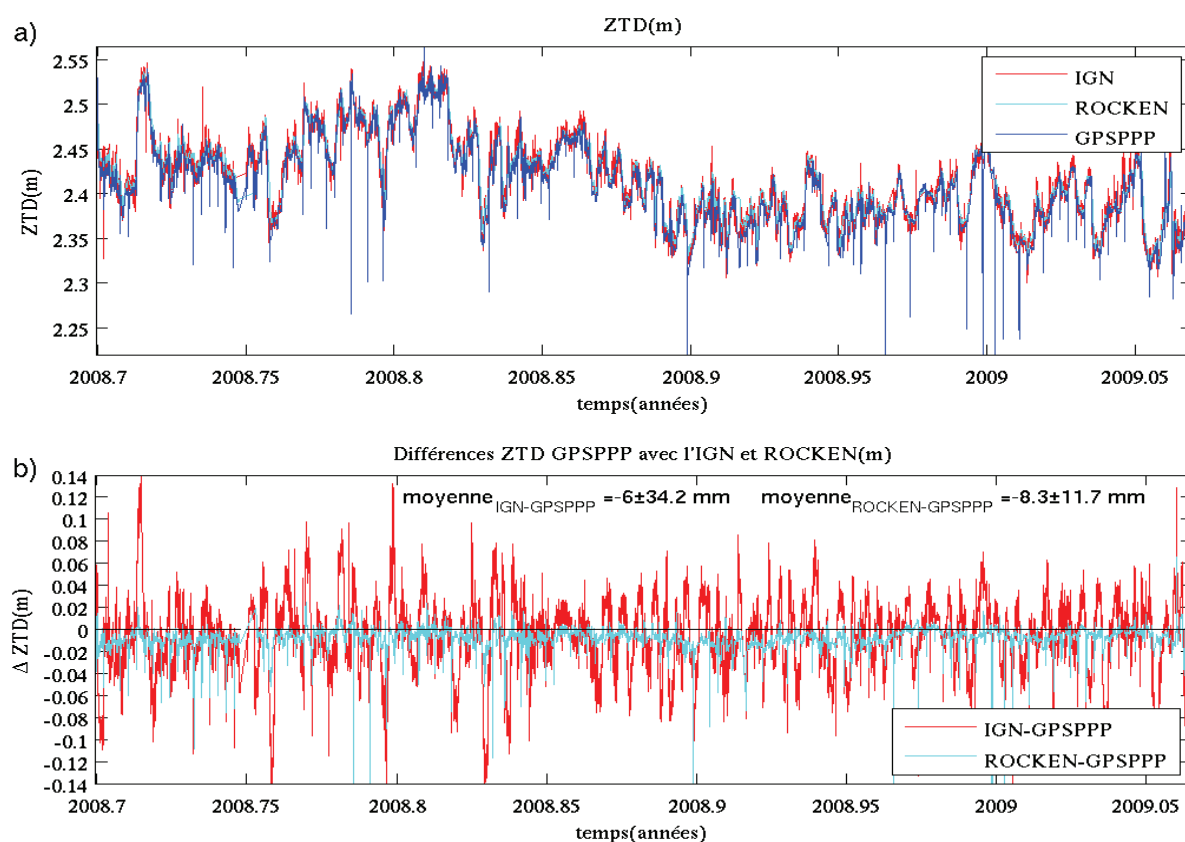 a)
ZTD(m)
2.55
2.5
2.45
2.4
2.35
2.3
2.25
ZTD(m)
IGN
ROCKEN
GPSPPP
2008.7 2008.75 2008.8 2008.85 2008.9 2008.95 2009 2009.05
temps(années)
b)
Différences ZTD GPSPPP avec l'IGN et ROCKEN(m)
moyenne IGN-GPSPPP =-6±34.2 mm moyenne ROCKEN-GPSPPP =-8.3±11.7 mm
0.14
0.12
0.1
0.08
0.06
0.04
0.02
0
-0.02
-0.04
-0.06
-0.08
-0.1
-0.12
-0.14
Δ ZTD(m)
IGN-GPSPPP
ROCKEN-GPSPPP
2008.7 2008.75 2008.8 2008.85 2008.9 2008.95 2009 2009.05
temps(années)